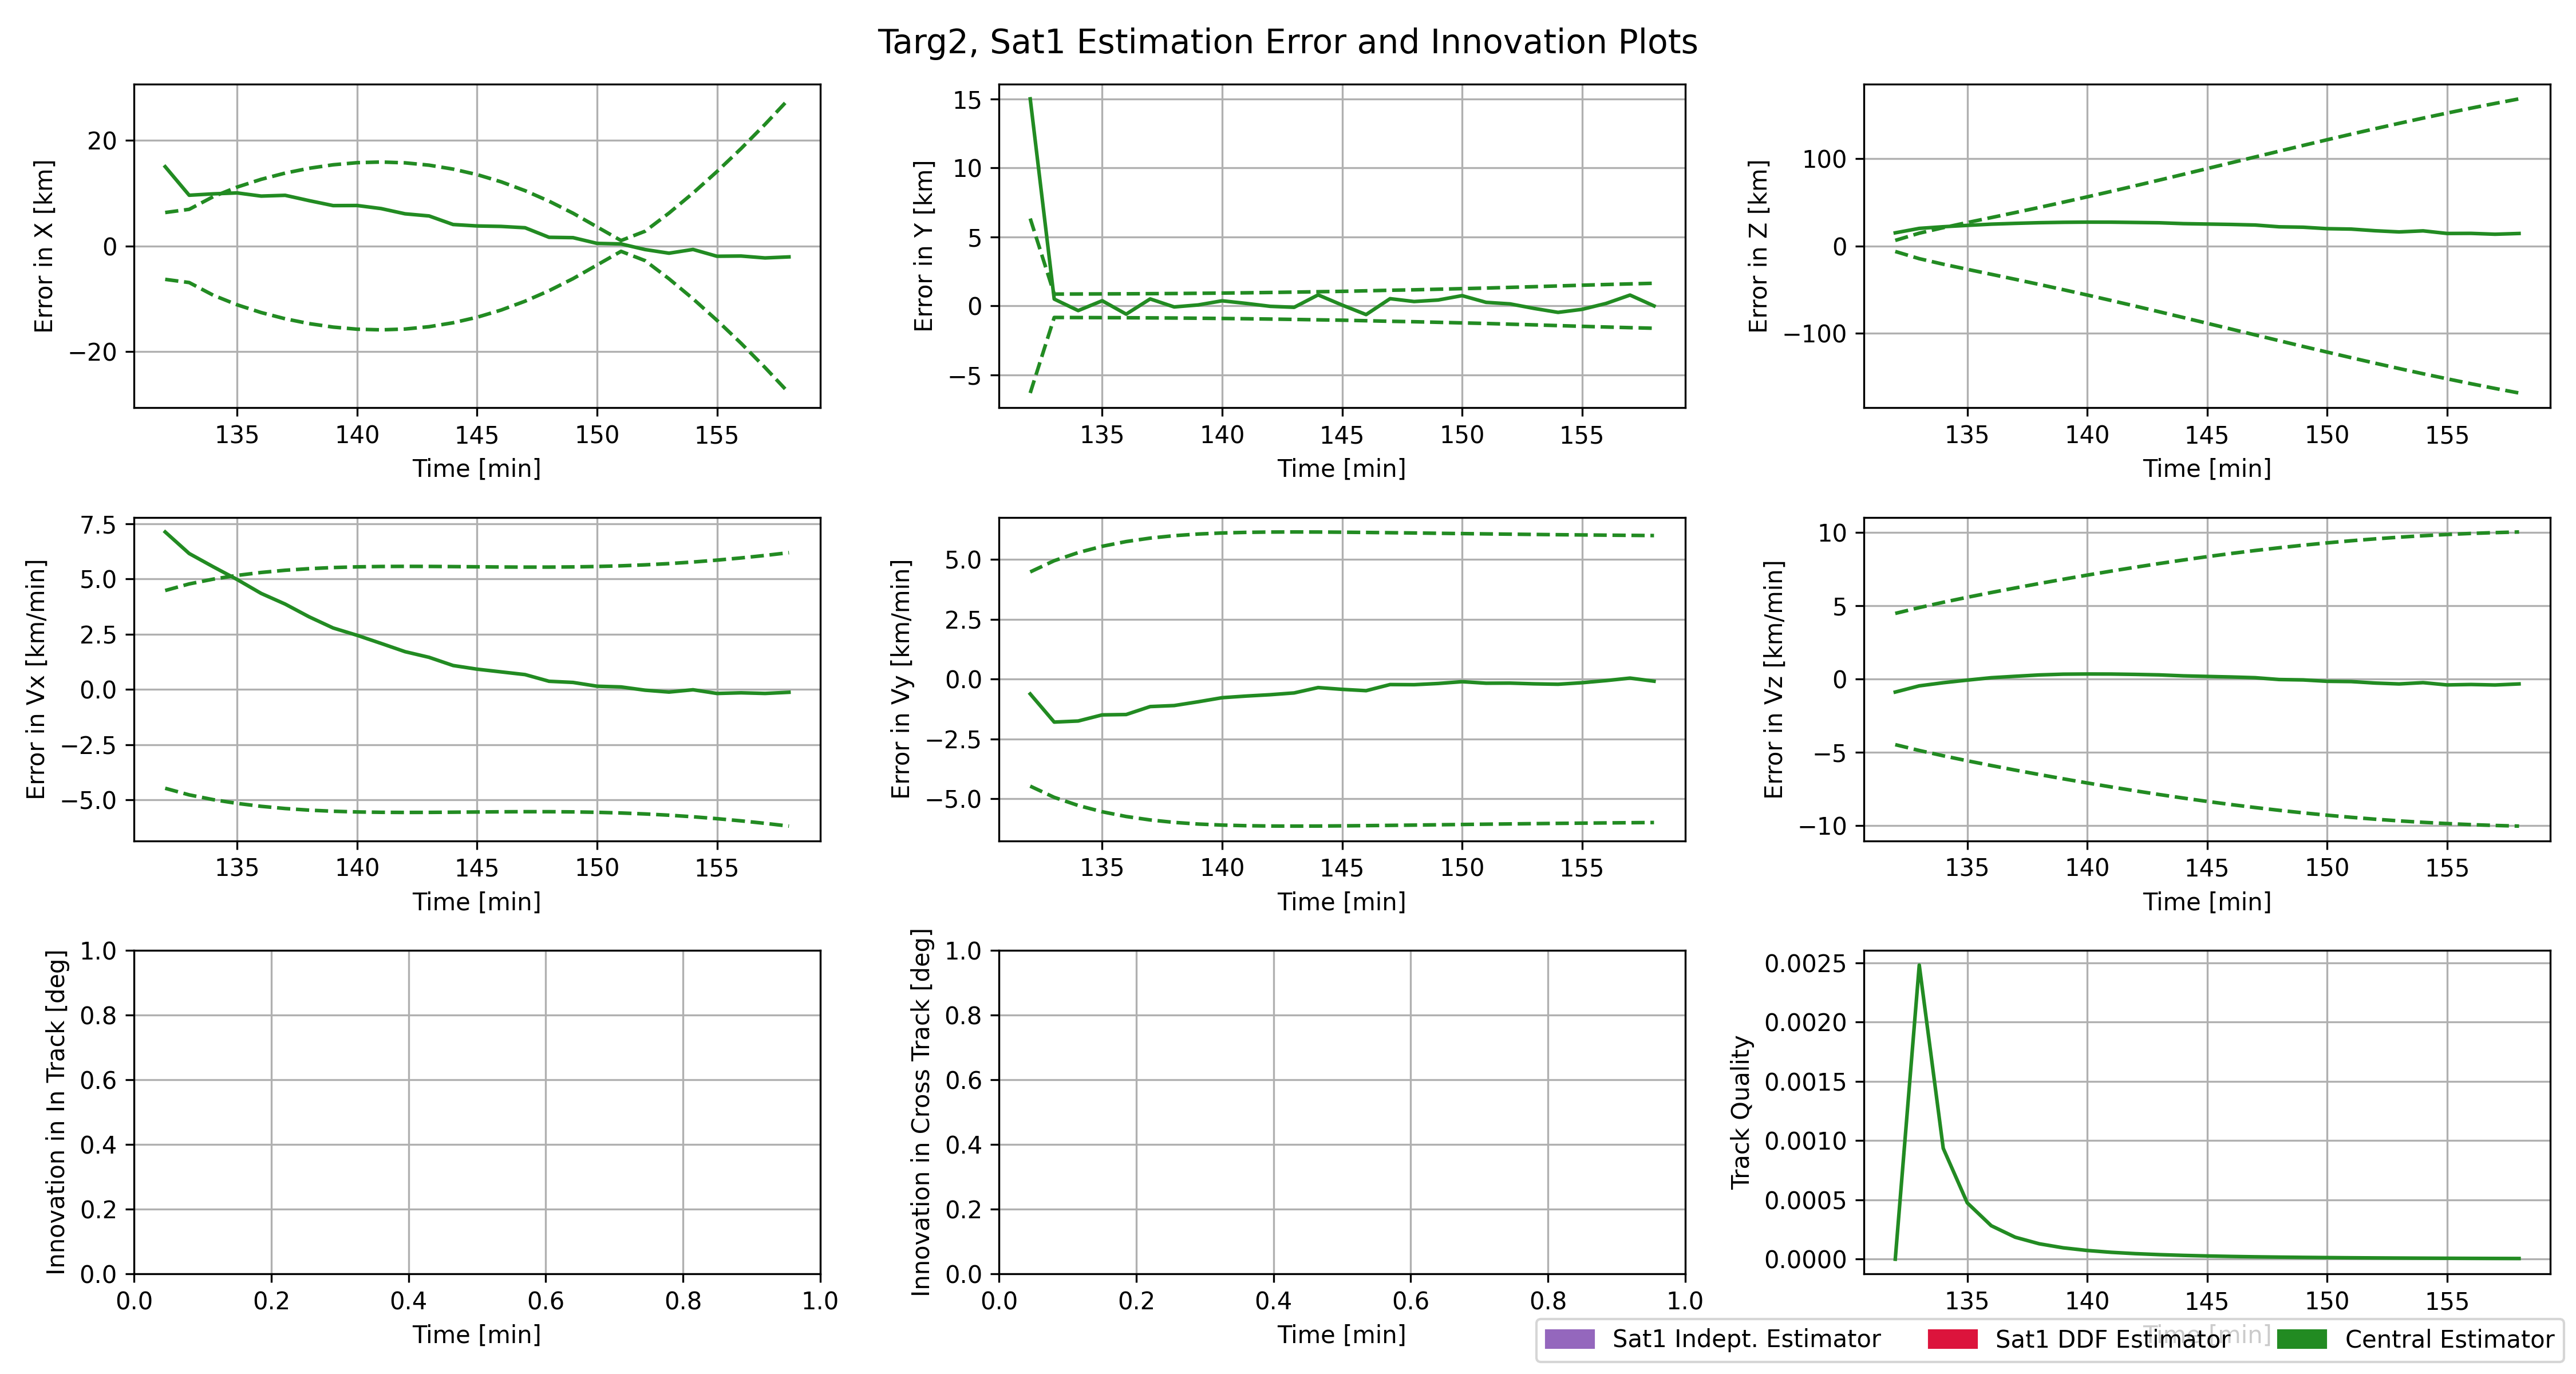 Targ2, Sat1 Estimation Error and Innovation Plots
Error in X [km]
20
0
−20
135 140 145 150 155
Time [min]
Error in Y [km]
15
10
5
0
−5
135 140 145 150 155
Time [min]
Error in Z [km]
100
0
−100
135 140 145 150 155
Time [min]
Error in Vx [km/min]
7.5
5.0
2.5
0.0
−2.5
−5.0
135 140 145 150 155
Time [min]
Error in Vy [km/min]
5.0
2.5
0.0
−2.5
−5.0
135 140 145 150 155
Time [min]
Error in Vz [km/min]
10
5
0
−5
−10
135 140 145 150 155
Time [min]
Innovation in In Track [deg]
1.0
0.8
0.6
0.4
0.2
0.0
0.0 0.2 0.4 0.6 0.8 1.0
Time [min]
Innovation in Cross Track [deg]
1.0
0.8
0.6
0.4
0.2
0.0
0.0 0.2 0.4 0.6 0.8 1.0
Time [min]
Track Quality
0.0025
0.0020
0.0015
0.0010
0.0005
0.0000
135 140 145 150 155
Time [min]
Sat1 Indept. Estimator Sat1 DDF Estimator Central Estimator